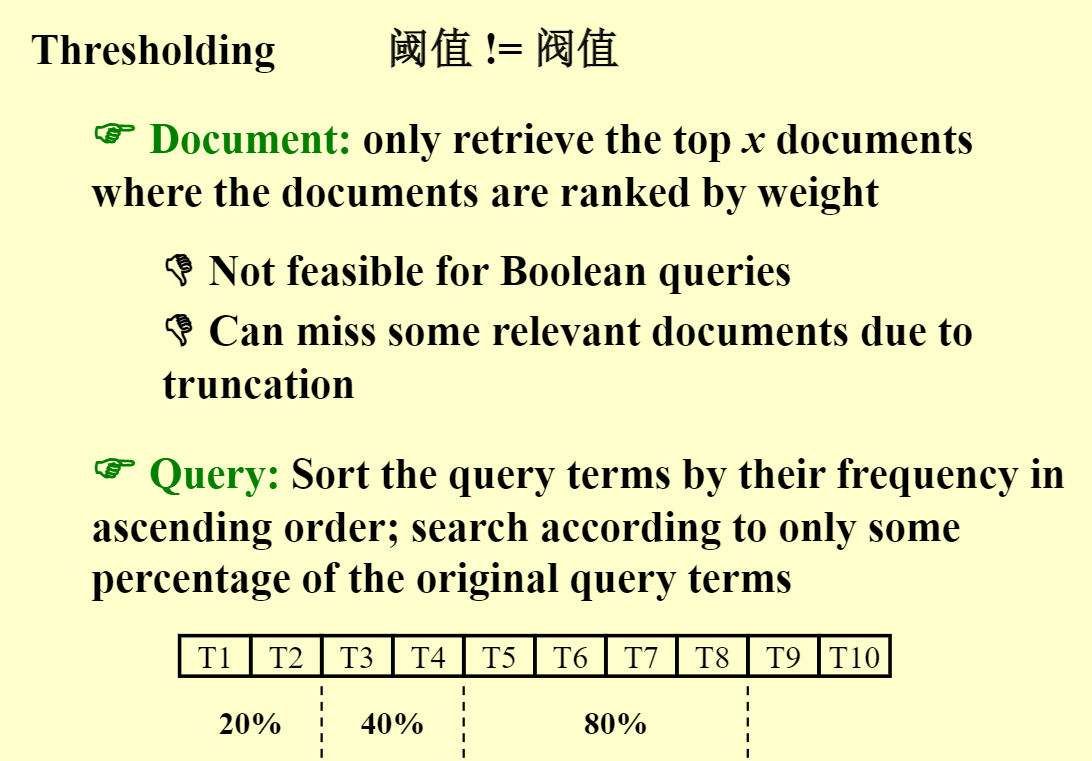 Thresholding 阈值 != 阀值
☞ Document: only retrieve the top x documents
where the documents are ranked by weight
👎 Not feasible for Boolean queries
👎 Can miss some relevant documents due to
truncation
☞ Query: Sort the query terms by their frequency in
ascending order; search according to only some
percentage of the original query terms
T1 T2 T3 T4 T5 T6 T7 T8 T9 T10
20% 40% 80%